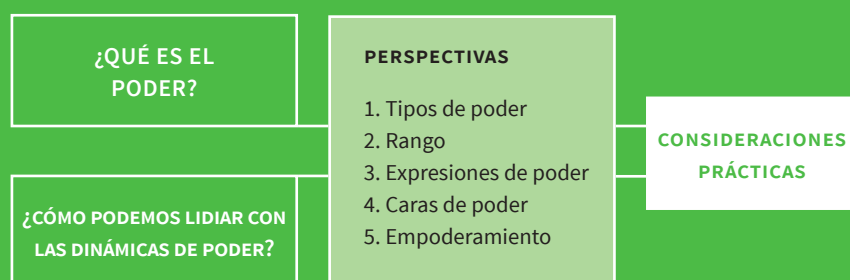 ¿QUÉ ES EL
PODER?
¿CÓMO PODEMOS LIDIAR CON
LAS DINÁMICAS DE PODER?
PERSPECTIVAS
1. Tipos de poder
2. Rango
3. Expresiones de poder
4. Caras de poder
5. Empoderamiento
CONSIDERACIONES
PRÁCTICAS